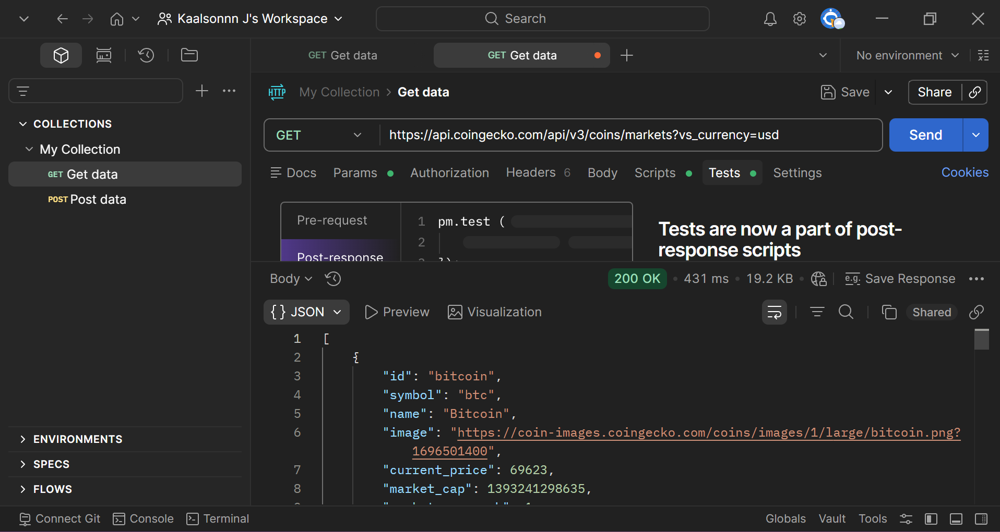 Kaalsonnn J's Workspace
Search
GET Get data
GET Get data
No environment
HTTP
My Collection > Get data
Save
Share
COLLECTIONS
My Collection
GET Get data
POST Post data
GET
https://api.coingecko.com/api/v3/coins/markets?vs_currency=usd
Send
Docs
Params
Authorization
Headers 6
Body
Scripts
Tests
Settings
Cookies
Pre-request
Post-response
1 pm.test (
2
Tests are now a part of post-
response scripts
Body
200 OK
431 ms
19.2 KB
e.g. Save Response
{} JSON
Preview
Visualization
Shared
1 [
2 {
3 "id": "bitcoin",
4 "symbol": "btc",
5 "name": "Bitcoin",
6 "image": "https://coin-images.coingecko.com/coins/images/1/large/bitcoin.png?
1696501400",
7 "current_price": 69623,
8 "market_cap": 1393241298635,
ENVIRONMENTS
SPECS
FLOWS
Connect Git
Console
Terminal
Globals
Vault
Tools